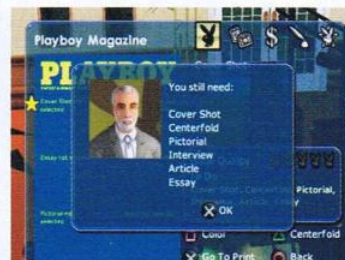 Playboy Magazine
PLAYBOY
You still need:
Cover Shot
Centerfold
Pictorial
Interview
Article
Essay
OK
Pictorial,
Color
Centerfold
Go To Print
Back